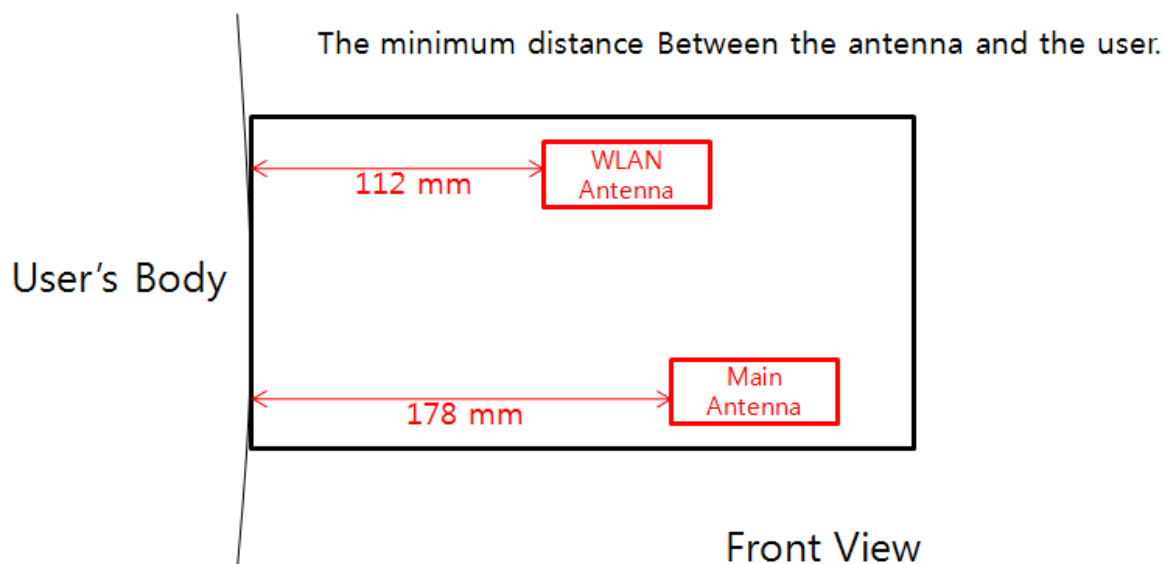 The minimum distance Between the antenna and the user.
WLAN
Antenna
112 mm
User’s Body
Main
Antenna
178 mm
Front View